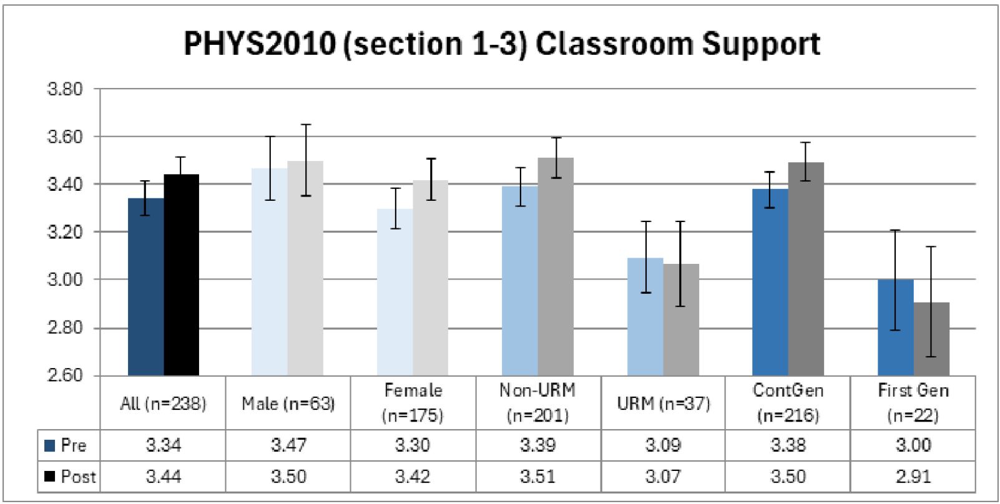 PHYS2010 (section 1-3) Classroom Support
3.80
3.60
3.40
3.20
3.00
2.80
2.60
All (n=238) Male (n=63) Female (n=175) Non-URM (n=201) URM (n=37) ContGen (n=216) First Gen (n=22)
Pre 3.34 3.47 3.30 3.39 3.09 3.38 3.00
Post 3.44 3.50 3.42 3.51 3.07 3.50 2.91